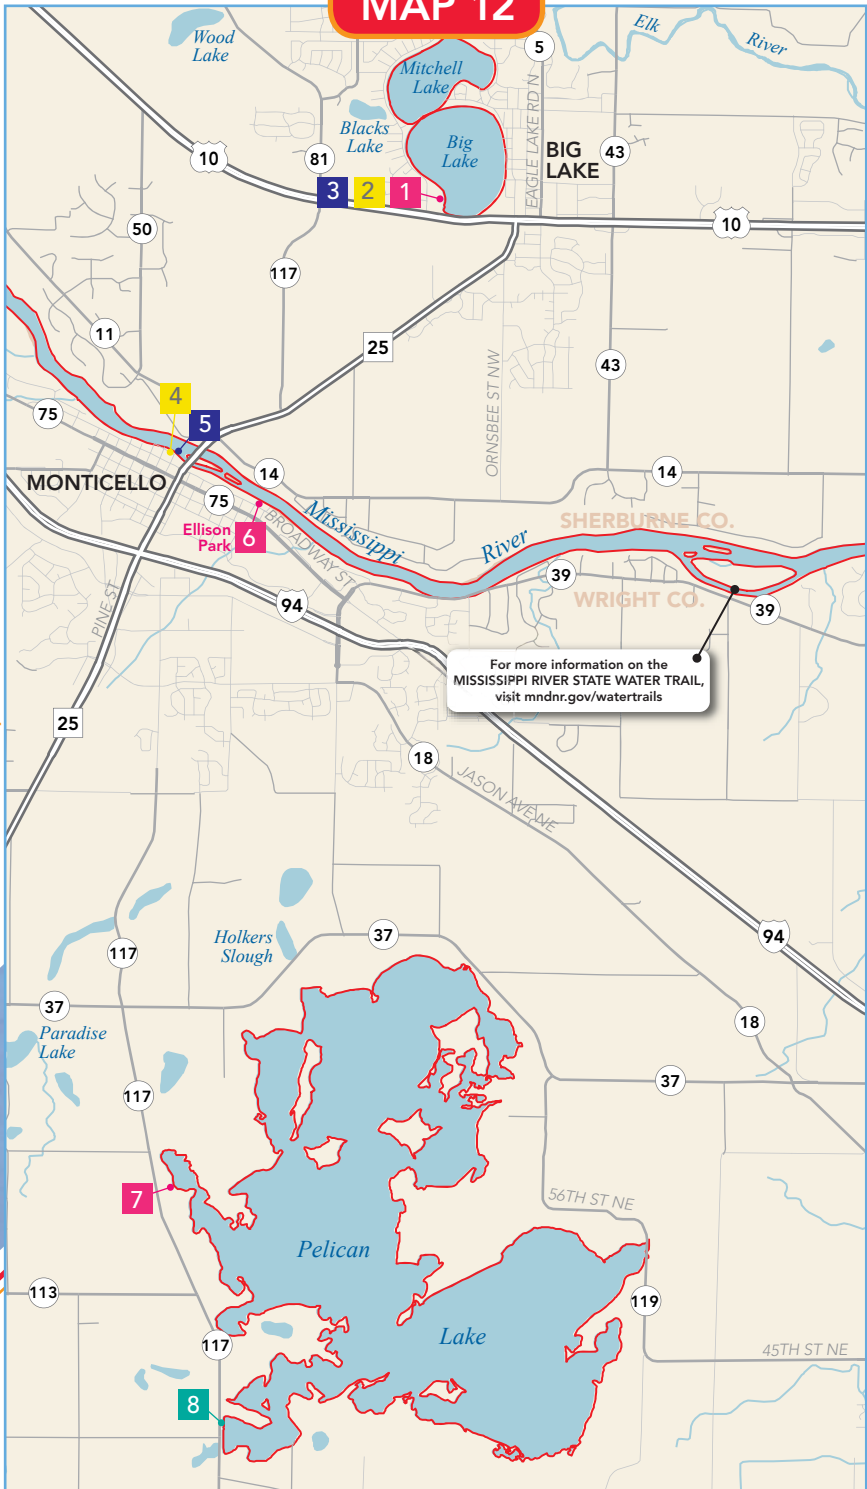 MAP 12
Wood
Lake
Elk
River
5
Mitchell
Lake
EAGLE LAKE RD N
Blacks
Lake
Big
Lake
BIG
LAKE
43
10
81
3
2
1
50
10
117
11
25
43
4
75
5
ORNSBEE ST NW
MONTICELLO
14
14
75
Ellison
Park
6
BROADWAY ST
Mississippi
River
SHERBURNE CO.
39
WRIGHT CO.
39
PINE ST
94
For more information on the
MISSISSIPPI RIVER STATE WATER TRAIL,
visit mndnr.gov/watertrails
25
18
JASON AVE NE
Holkers
Slough
37
94
117
37
18
Paradise
Lake
37
117
7
56TH ST NE
Pelican
Lake
113
119
117
45TH ST NE
8